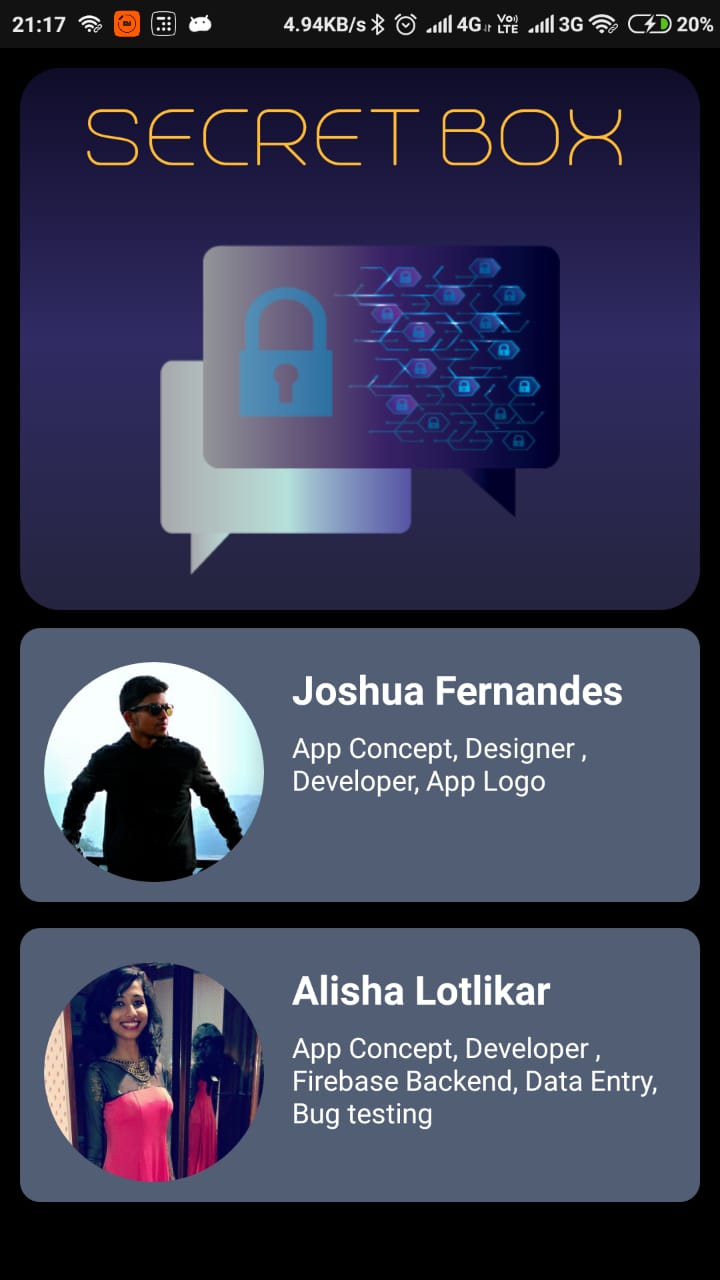 21:17 4.94KB/s 4G Vo) LTE 3G 20%
SECRET BOX
Joshua Fernandes
App Concept, Designer ,
Developer, App Logo
Alisha Lotlikar
App Concept, Developer ,
Firebase Backend, Data Entry,
Bug testing